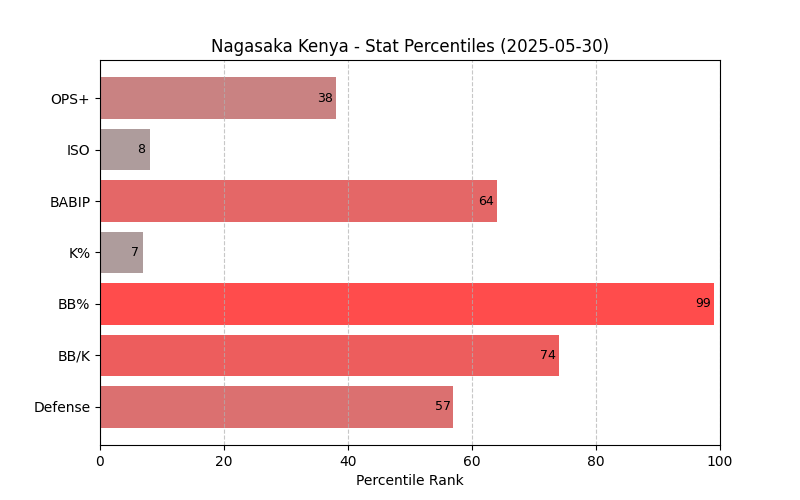 Nagasaka Kenya - Stat Percentiles (2025-05-30)
OPS+ 38
ISO 8
BABIP 64
K% 7
BB% 99
BB/K 74
Defense 57
0 20 40 60 80 100
Percentile Rank